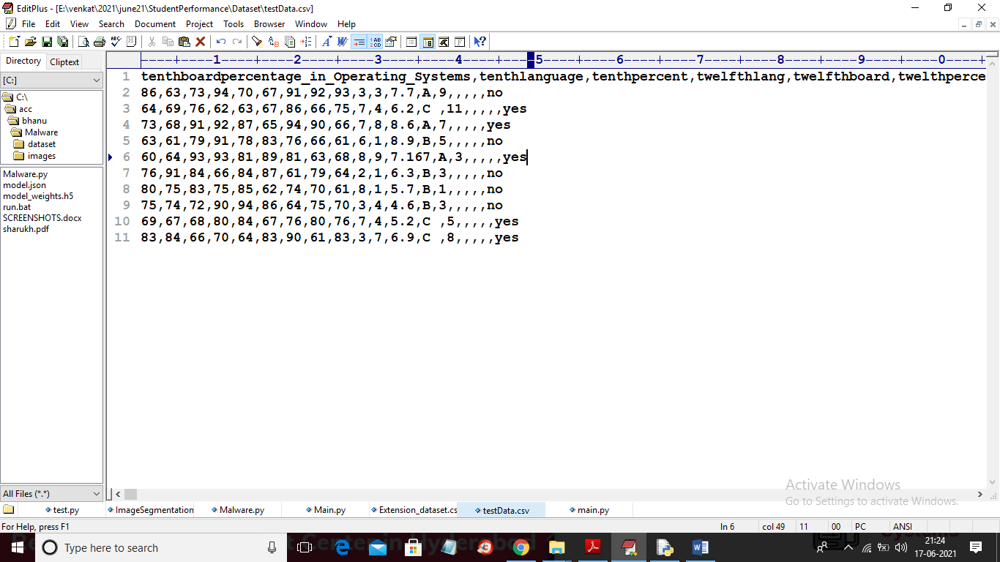 EditPlus - [E:\venkat\2021\june21\StudentPerformance\Dataset\testData.csv]
File Edit View Search Document Project Tools Browser Window Help
Directory Cliptext
----+----1----+----2----+----3----+----4----+----5----+----6----+----7----+----8----+----9----+----0----+
[C:]
C:\
acc
bhanu
Malware
dataset
images
Malware.py
model.json
model_weights.h5
run.bat
SCREENSHOTS.docx
sharukh.pdf
All Files (*.*)
1 tenthboardpercentage_in_Operating_Systems,tenthlanguage,tenthpercent,twelfthlang,twelfthboard,twelthperce
2 86,63,73,94,70,67,91,92,93,3,3,7.7,A,9,,,,,no
3 64,69,76,62,63,67,86,66,75,7,4,6.2,C ,11,,,,,yes
4 73,68,91,92,87,65,94,90,66,7,8,8.6,A,7,,,,,yes
5 63,61,79,91,78,83,76,66,61,6,1,8.9,B,5,,,,,no
6 60,64,93,93,81,89,81,63,68,8,9,7.167,A,3,,,,,yes
7 76,91,84,66,84,87,61,79,64,2,1,6.3,B,3,,,,,no
8 80,75,83,75,85,62,74,70,61,8,1,5.7,B,1,,,,,no
9 75,74,72,90,94,86,64,75,70,3,4,4.6,B,3,,,,,no
10 69,67,68,80,84,67,76,80,76,7,4,5.2,C ,5,,,,,yes
11 83,84,66,70,64,83,90,61,83,3,7,6.9,C ,8,,,,,yes
Activate Windows
Go to Settings to activate Windows.
test.py ImageSegmentation Malware.py Main.py Extension_dataset.cs testData.csv main.py
For Help, press F1 ln 6 col 49 11 00 PC ANSI
Type here to search
21:24
17-06-2021